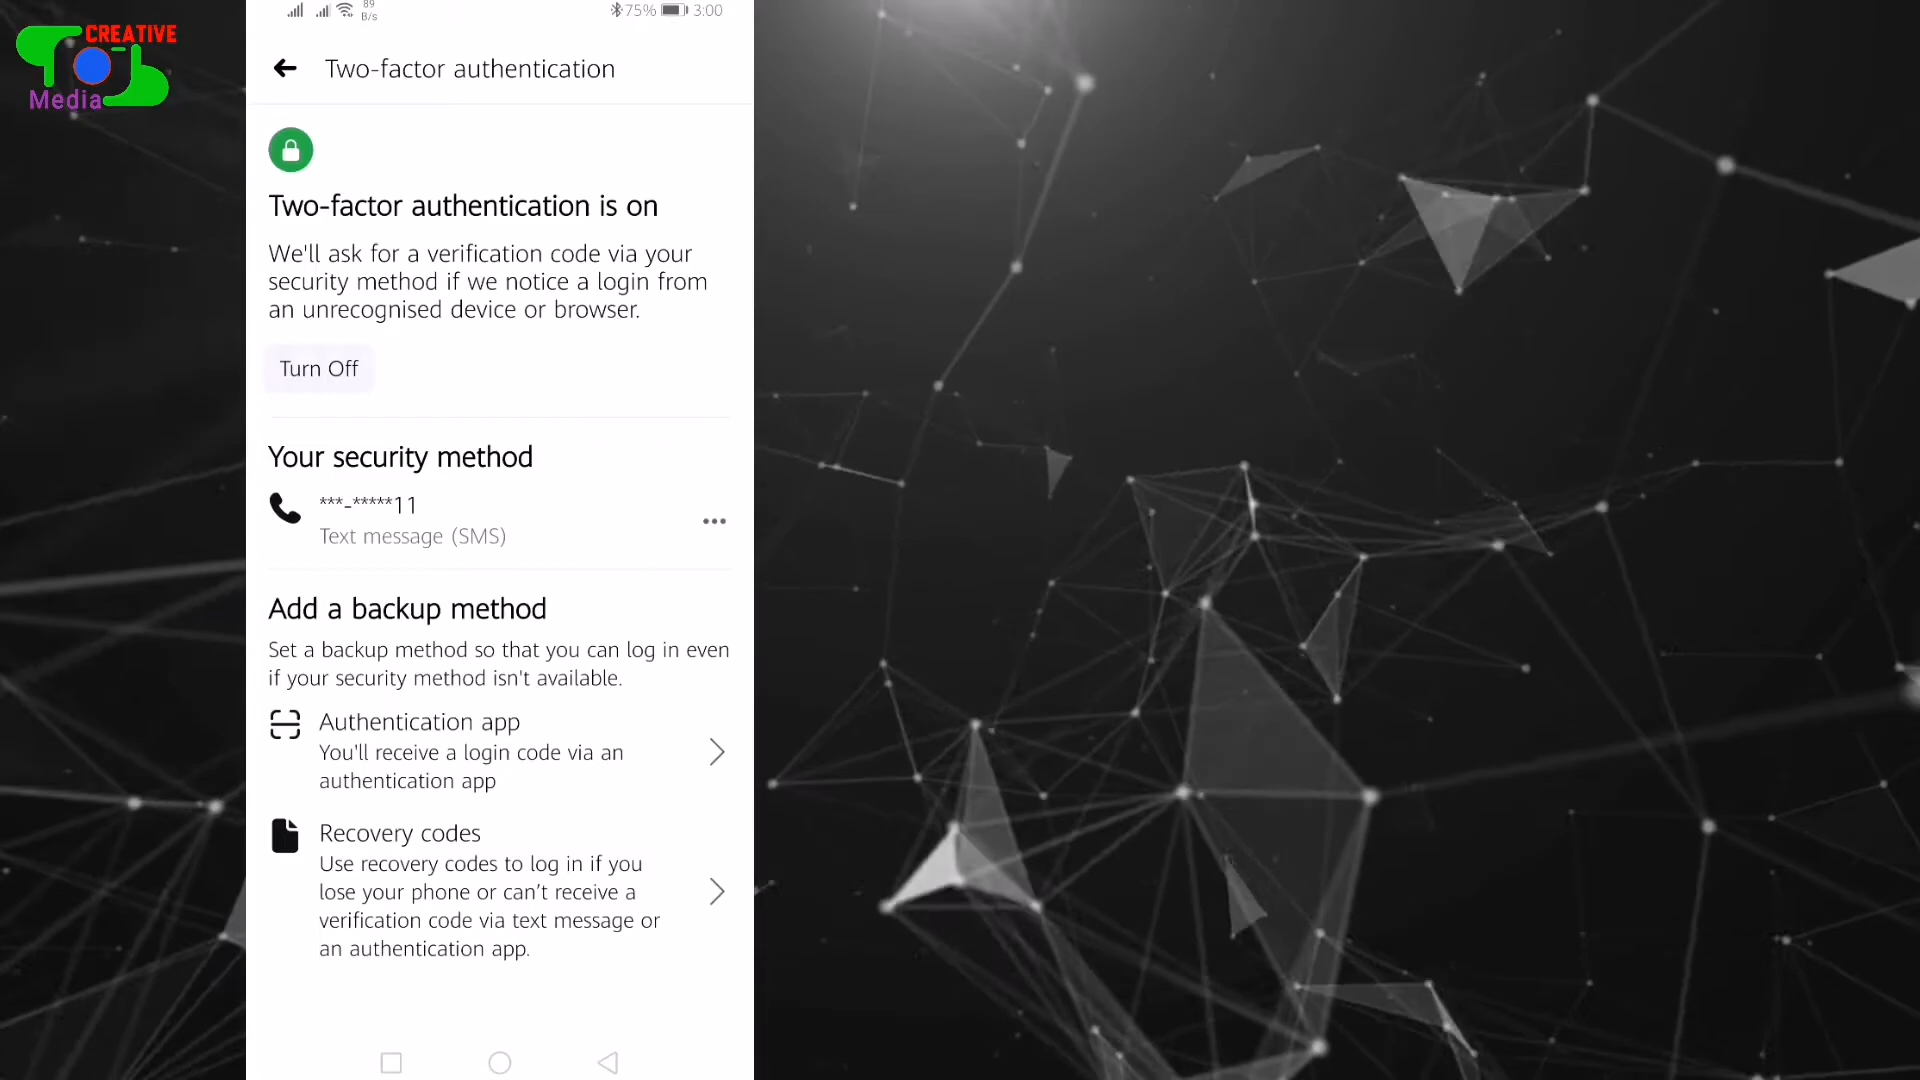 CREATIVE
Media
89
B/s
75%
3:00
Two-factor authentication
Two-factor authentication is on
We'll ask for a verification code via your
security method if we notice a login from
an unrecognised device or browser.
Turn Off
Your security method
***-*****11
Text message (SMS)
Add a backup method
Set a backup method so that you can log in even
if your security method isn't available.
Authentication app
You'll receive a login code via an
authentication app
Recovery codes
Use recovery codes to log in if you
lose your phone or can’t receive a
verification code via text message or
an authentication app.